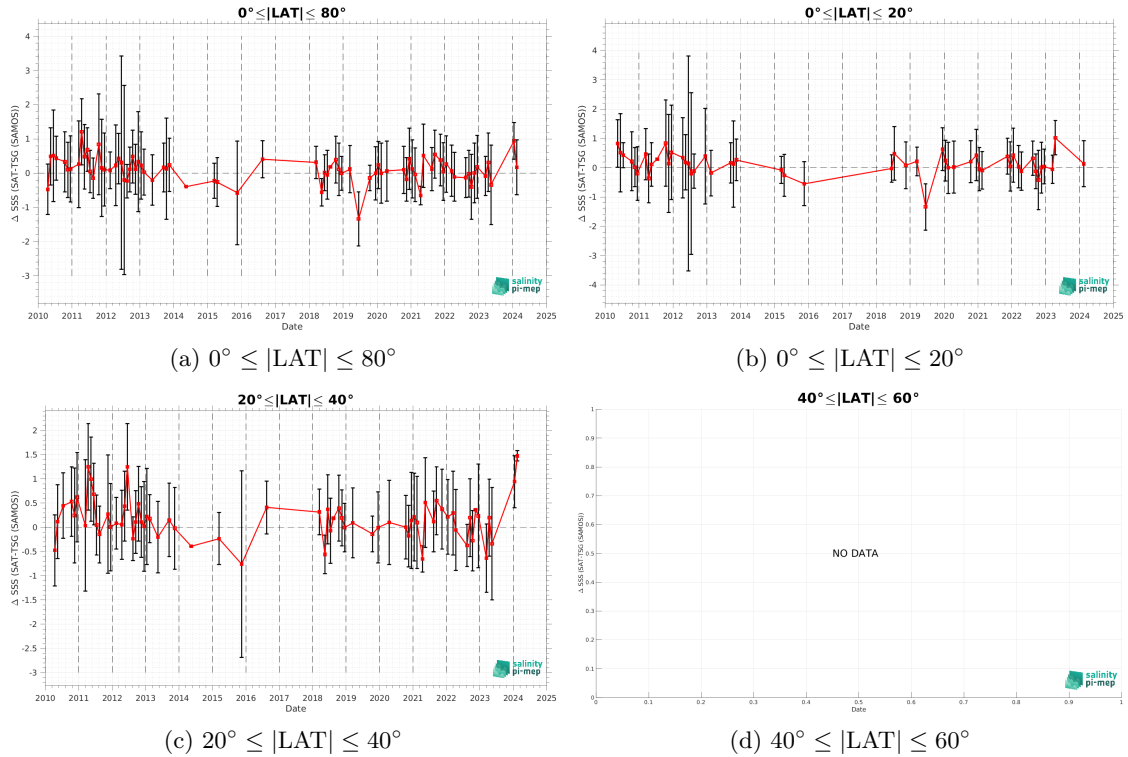 0°≤|LAT|≤ 80°
Δ SSS (SAT-TSG (SAMOS))
4
3
2
1
0
-1
-2
-3
2010 2011 2012 2013 2014 2015 2016 2017 2018 2019 2020 2021 2022 2023 2024 2025
Date
salinity
pi-mep
(a) 0° ≤ |LAT| ≤ 80°
0°≤|LAT|≤ 20°
Δ SSS (SAT-TSG (SAMOS))
4
3
2
1
0
-1
-2
-3
-4
2010 2011 2012 2013 2014 2015 2016 2017 2018 2019 2020 2021 2022 2023 2024 2025
Date
salinity
pi-mep
(b) 0° ≤ |LAT| ≤ 20°
20°≤|LAT|≤ 40°
Δ SSS (SAT-TSG (SAMOS))
2
1.5
1
0.5
0
-0.5
-1
-1.5
-2
-2.5
-3
2010 2011 2012 2013 2014 2015 2016 2017 2018 2019 2020 2021 2022 2023 2024 2025
Date
salinity
pi-mep
(c) 20° ≤ |LAT| ≤ 40°
40°≤|LAT|≤ 60°
Δ SSS (SAT-TSG (SAMOS))
1
0.9
0.8
0.7
0.6
0.5
0.4
0.3
0.2
0.1
0
NO DATA
0 0.1 0.2 0.3 0.4 0.5 0.6 0.7 0.8 0.9 1
Date
salinity
pi-mep
(d) 40° ≤ |LAT| ≤ 60°